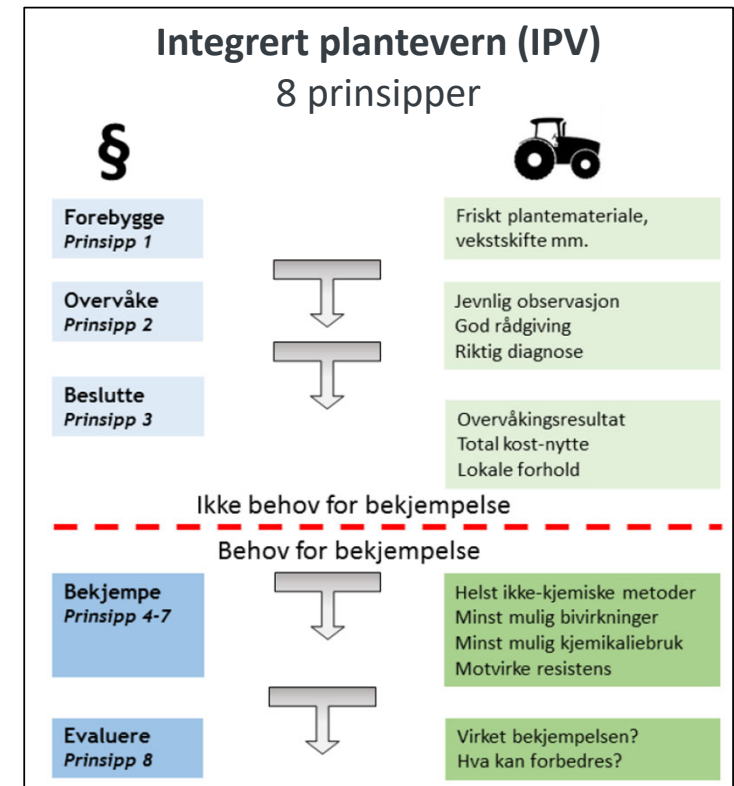 Integrert plantevern (IPV)
8 prinsipper
§
Forebygge
Prinsipp 1
Friskt plantemateriale,
vekstskifte mm.
Overvåke
Prinsipp 2
Jevnlig observasjon
God rådgiving
Riktig diagnose
Beslutte
Prinsipp 3
Overvåkingsresultat
Total kost-nytte
Lokale forhold
Ikke behov for bekjempelse
Behov for bekjempelse
Bekjempe
Prinsipp 4-7
Helst ikke-kjemiske metoder
Minst mulig bivirkninger
Minst mulig kjemikaliebruk
Motvirke resistens
Evaluere
Prinsipp 8
Virket bekjempelsen?
Hva kan forbedres?